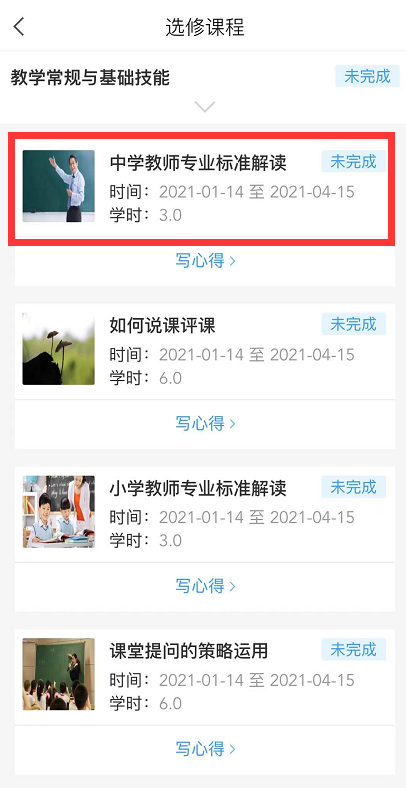 选修课程
教学常规与基础技能
未完成
中学教师专业标准解读
未完成
时间：2021-01-14 至 2021-04-15
学时：3.0
写心得
如何说课评课
未完成
时间：2021-01-14 至 2021-04-15
学时：6.0
写心得
小学教师专业标准解读
未完成
时间：2021-01-14 至 2021-04-15
学时：3.0
写心得
课堂提问的策略运用
未完成
时间：2021-01-14 至 2021-04-15
学时：6.0
写心得